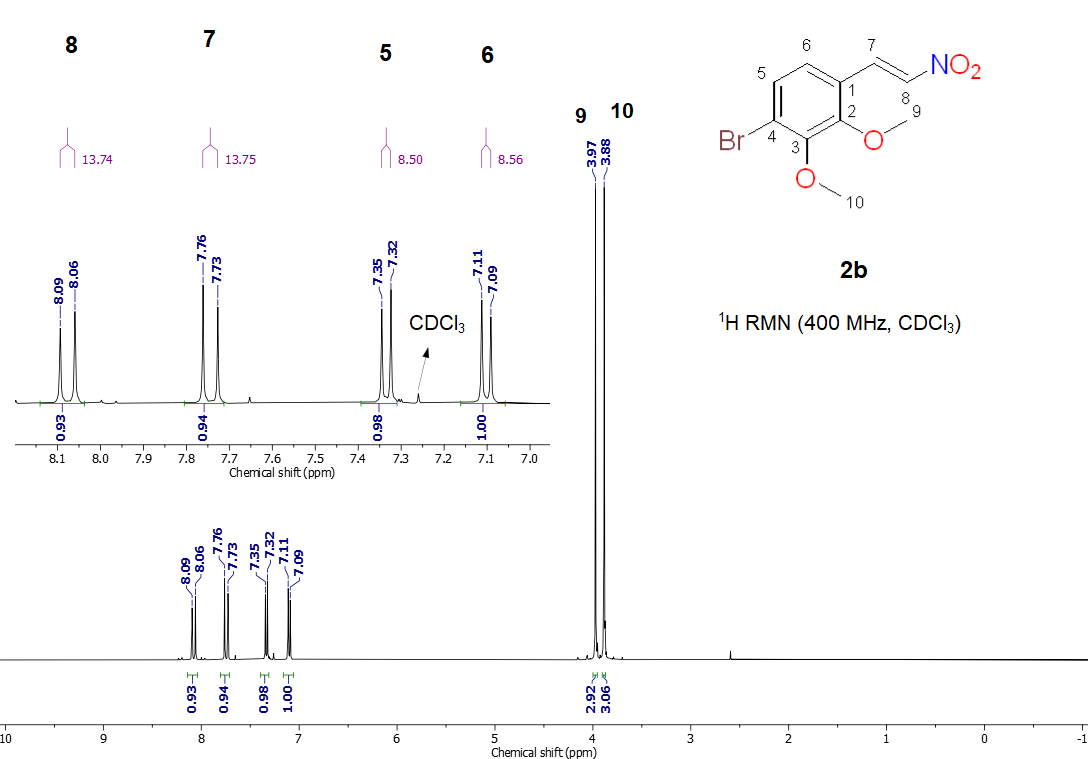 8 7 5 6
13.74 13.75 8.50 8.56
8.09 8.06 7.76 7.73 7.35 7.32 7.11 7.09
CDCl₃
0.93 0.94 0.98 1.00
8.1 8.0 7.9 7.8 7.7 7.6 7.5 7.4 7.3 7.2 7.1 7.0
Chemical shift (ppm)
9 10
3.97 3.88
6 7 NO₂
5 1 8 9
4 2 O
Br 3
O 10
2b
¹H RMN (400 MHz, CDCl₃)
8.09 8.06 7.76 7.73 7.35 7.32 7.11 7.09
0.93 0.94 0.98 1.00 2.92 3.06
10 9 8 7 6 5 4 3 2 1 0 -1
Chemical shift (ppm)